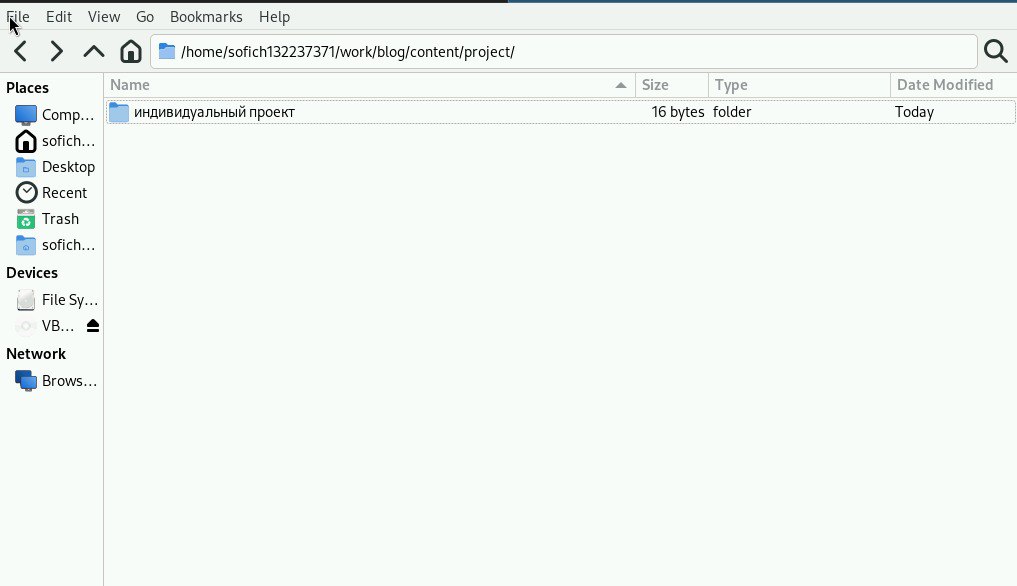 File Edit View Go Bookmarks Help
/home/sofich132237371/work/blog/content/project/
Places
Name Size Type Date Modified
Comp...
индивидуальный проект 16 bytes folder Today
sofich...
Desktop
Recent
Trash
sofich...
Devices
File Sy...
VB...
Network
Brows...